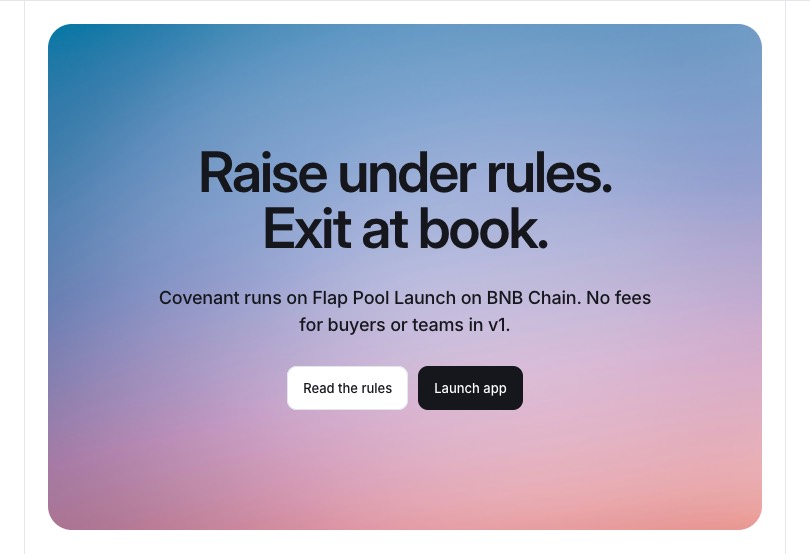 Raise under rules.
Exit at book.
Covenant runs on Flap Pool Launch on BNB Chain. No fees
for buyers or teams in v1.
Read the rules
Launch app